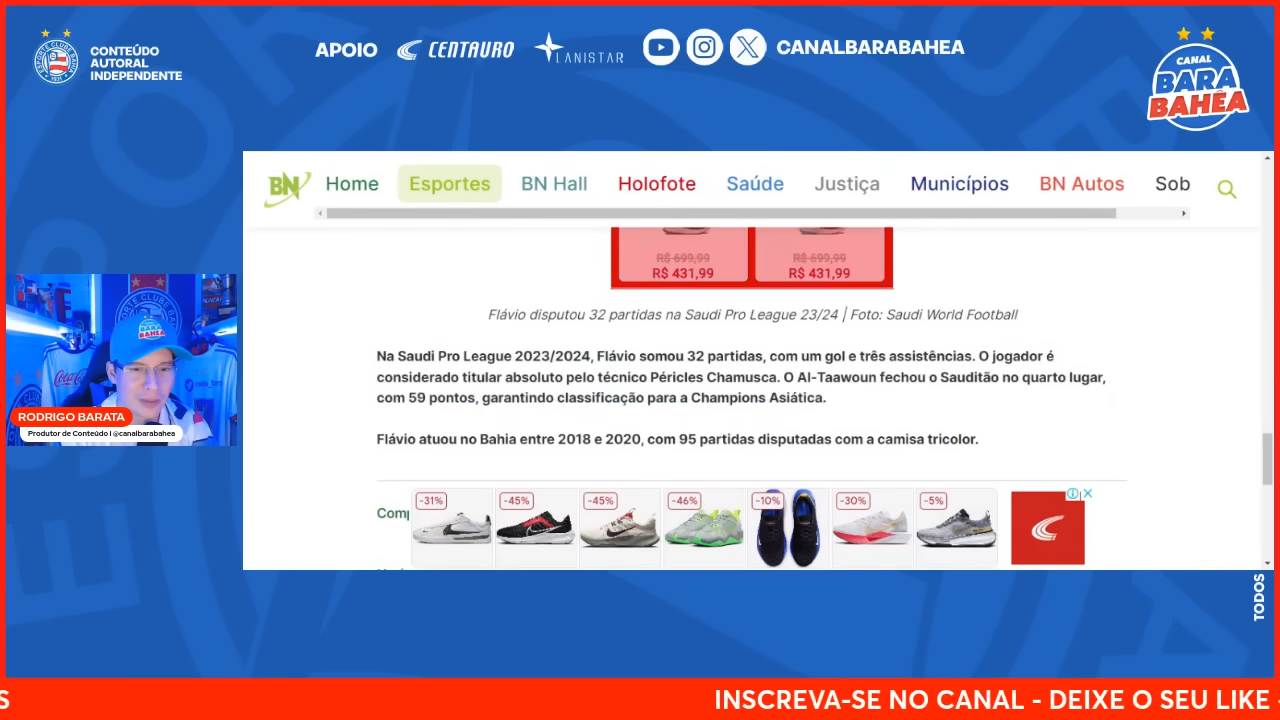 CONTEÚDO
AUTORAL
INDEPENDENTE
APOIO
CENTAURO
LANISTAR
CANALBARABAHEA
CANAL
BARA
BAHÊA
BN
Home
Esportes
BN Hall
Holofote
Saúde
Justiça
Municípios
BN Autos
Sob
R$ 699,99
R$ 699,99
R$ 431,99
R$ 431,99
Flávio disputou 32 partidas na Saudi Pro League 23/24 | Foto: Saudi World Football
Na Saudi Pro League 2023/2024, Flávio somou 32 partidas, com um gol e três assistências. O jogador é
considerado titular absoluto pelo técnico Péricles Chamusca. O Al-Taawoun fechou o Sauditão no quarto lugar,
com 59 pontos, garantindo classificação para a Champions Asiática.
Flávio atuou no Bahia entre 2018 e 2020, com 95 partidas disputadas com a camisa tricolor.
Comp
-31%
-45%
-45%
-46%
-10%
-30%
-5%
RODRIGO BARATA
Produtor de Conteúdo | @canalbarabahea
TODOS
S
INSCREVA-SE NO CANAL - DEIXE O SEU LIKE -